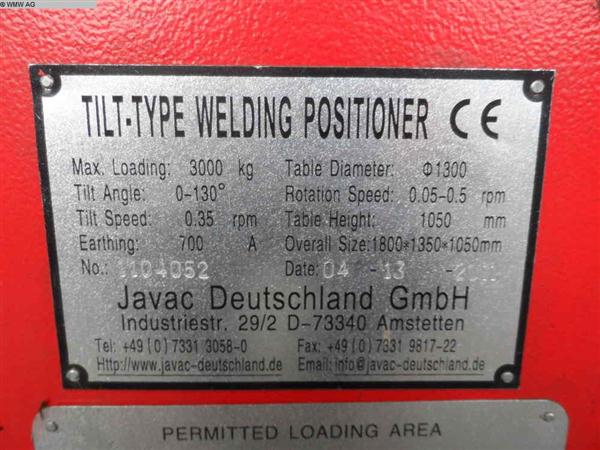 © WMW AG
TILT-TYPE WELDING POSITIONER CE
Max. Loading: 3000 kg Table Diameter: Φ1300
Tilt Angle: 0-130° Rotation Speed: 0.05-0.5 rpm
Tilt Speed: 0.35 rpm Table Height: 1050 mm
Earthing: 700 A Overall Size:1800*1350*1050mm
No.: 1104052 Date: 04 -13 -2011
Javac Deutschland GmbH
Industriestr. 29/2 D-73340 Amstetten
Tel: +49(0)7331 3058-0 Fax: +49(0)7331 9817-22
Http://www.javac-deutschland.de Email: info@javac-deutschland.de
PERMITTED LOADING AREA